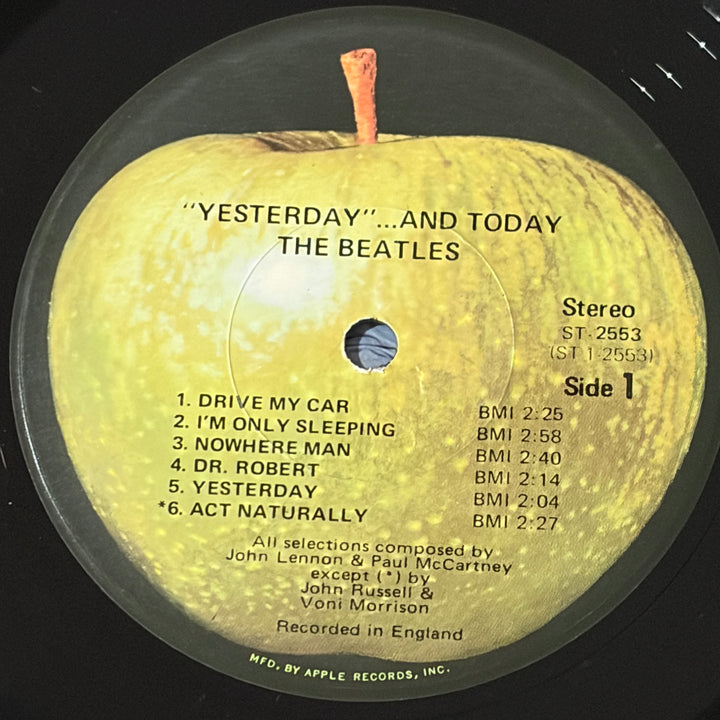 "YESTERDAY"...AND TODAY
THE BEATLES
Stereo
ST-2553
(ST 1-2553)
Side 1
1. DRIVE MY CAR BMI 2:25
2. I'M ONLY SLEEPING BMI 2:58
3. NOWHERE MAN BMI 2:40
4. DR. ROBERT BMI 2:14
5. YESTERDAY BMI 2:04
*6. ACT NATURALLY BMI 2:27
All selections composed by
John Lennon & Paul McCartney
except (*) by
John Russell &
Voni Morrison
Recorded in England
MFD. BY APPLE RECORDS, INC.